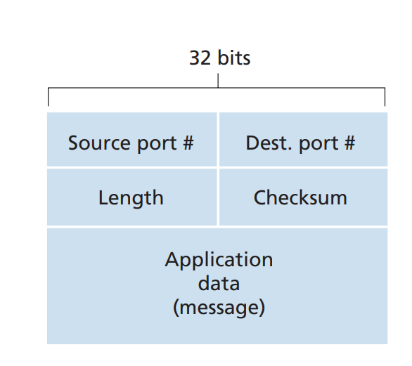 32 bits
Source port #
Dest. port #
Length
Checksum
Application
data
(message)